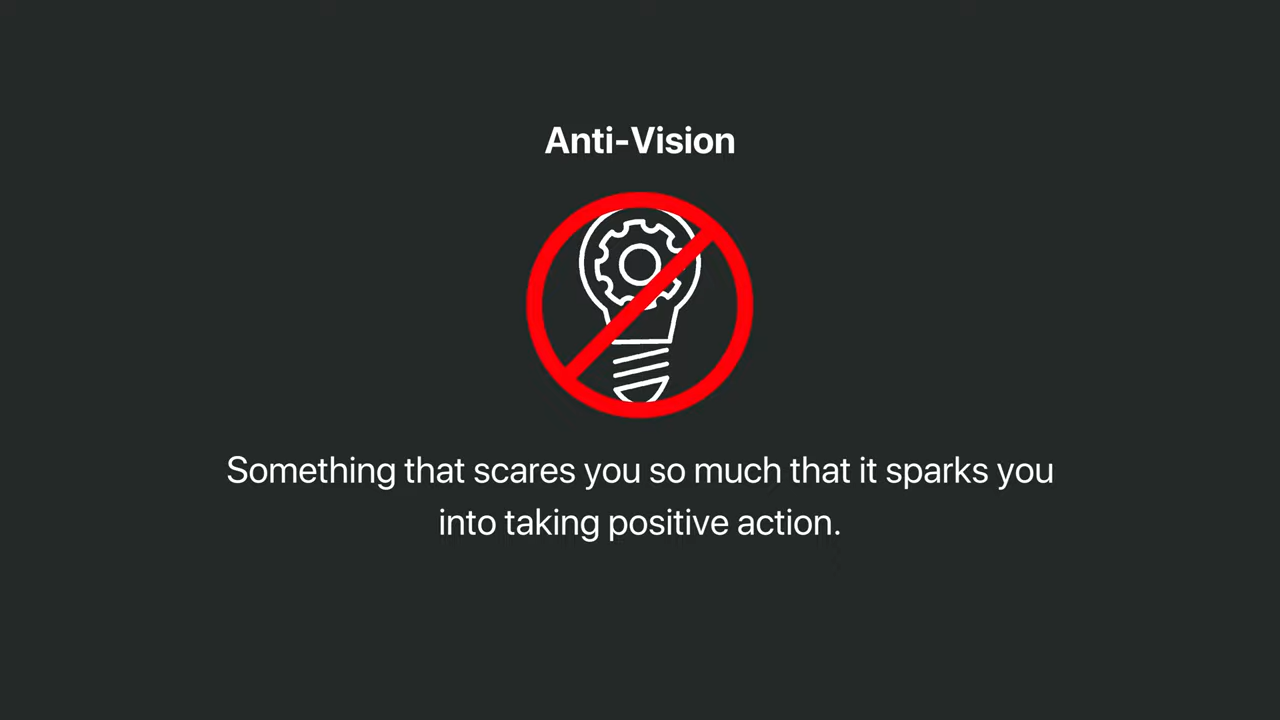 Anti-Vision
Something that scares you so much that it sparks you
into taking positive action.